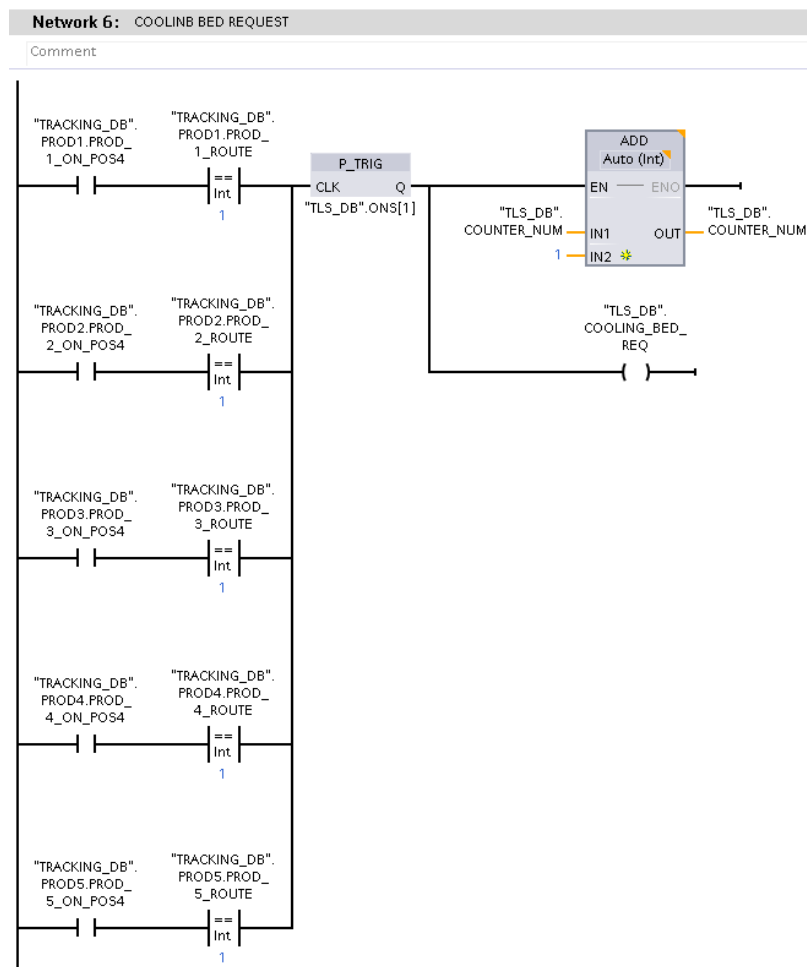 Network 6: COOLINB BED REQUEST
Comment
"TRACKING_DB".
PROD1.PROD_
1_ON_POS4
"TRACKING_DB".
PROD1.PROD_
1_ROUTE
==
Int
1
P_TRIG
CLK Q
"TLS_DB".ONS[1]
ADD
Auto (Int)
EN ENO
"TLS_DB".
COUNTER_NUM
IN1
1
IN2
OUT
"TLS_DB".
COUNTER_NUM
"TLS_DB".
COOLING_BED_
REQ
"TRACKING_DB".
PROD2.PROD_
2_ON_POS4
"TRACKING_DB".
PROD2.PROD_
2_ROUTE
==
Int
1
"TRACKING_DB".
PROD3.PROD_
3_ON_POS4
"TRACKING_DB".
PROD3.PROD_
3_ROUTE
==
Int
1
"TRACKING_DB".
PROD4.PROD_
4_ON_POS4
"TRACKING_DB".
PROD4.PROD_
4_ROUTE
==
Int
1
"TRACKING_DB".
PROD5.PROD_
5_ON_POS4
"TRACKING_DB".
PROD5.PROD_
5_ROUTE
==
Int
1